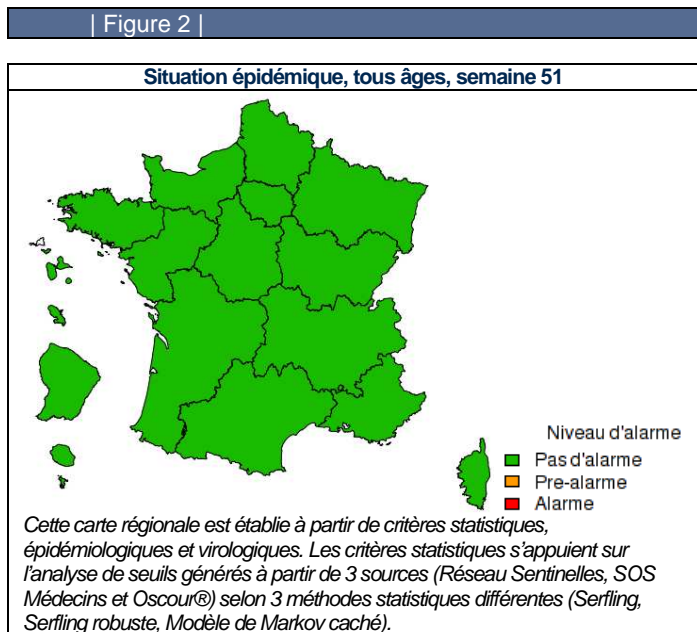 | Figure 2 |
Situation épidémique, tous âges, semaine 51
Niveau d'alarme
Pas d'alarme
Pre-alarme
Alarme
Cette carte régionale est établie à partir de critères statistiques,
épidémiologiques et virologiques. Les critères statistiques s’appuient sur
l’analyse de seuils générés à partir de 3 sources (Réseau Sentinelles, SOS
Médecins et Oscour®) selon 3 méthodes statistiques différentes (Serfling,
Serfling robuste, Modèle de Markov caché).